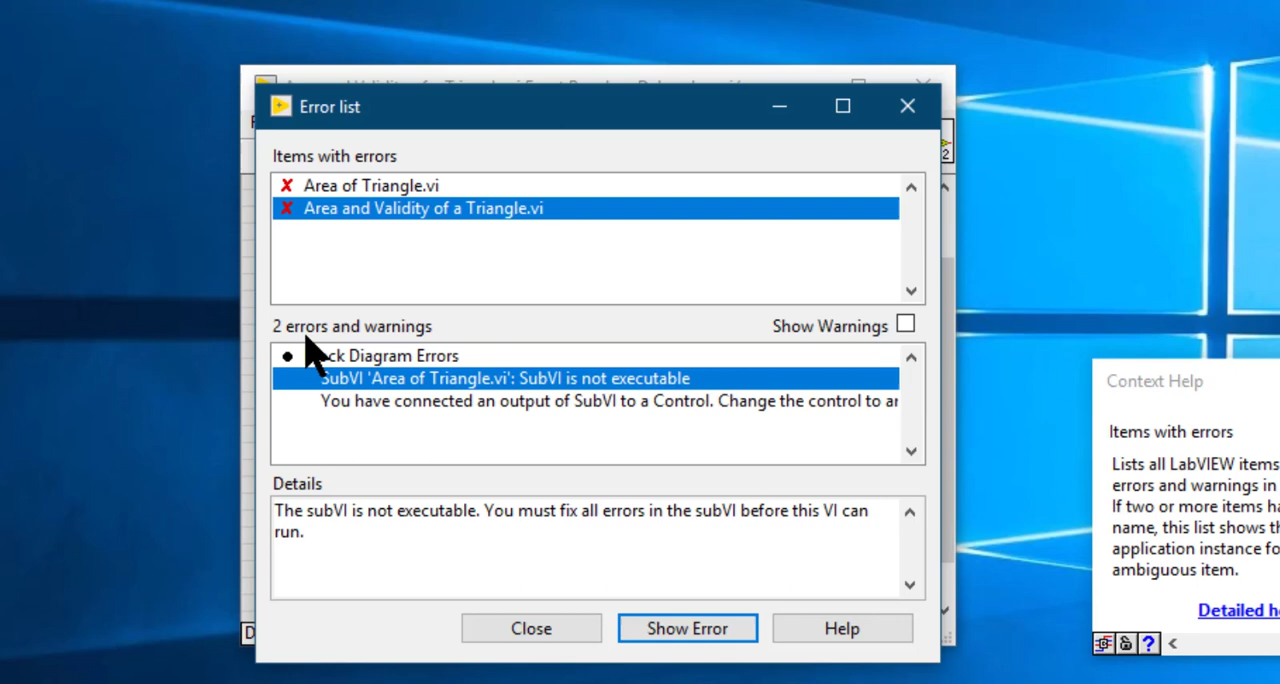 Error list
Items with errors
Area of Triangle.vi
Area and Validity of a Triangle.vi
2 errors and warnings
Show Warnings
ck Diagram Errors
SubVI 'Area of Triangle.vi': SubVI is not executable
You have connected an output of SubVI to a Control. Change the control to ar
Details
The subVI is not executable. You must fix all errors in the subVI before this VI can
run.
Close
Show Error
Help
2
Context Help
Items with errors
Lists all LabVIEW items
errors and warnings in
If two or more items ha
name, this list shows th
application instance fo
ambiguous item.
Detailed he
?